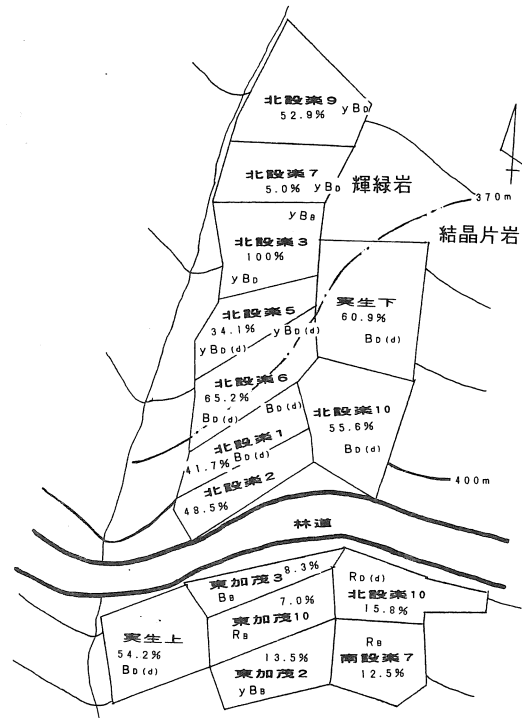 北設楽9
yBD
52.9%
北設楽7
5.0%
yBD
輝緑岩
370m
結晶片岩
yBB
北設楽3
100%
yBD
実生下
60.9%
BD(d)
北設楽5
34.1%
yBD(d)
yBD(d)
北設楽6
65.2%
BD(d)
BD(d)
北設楽10
55.6%
BD(d)
北設楽1
41.7%
BD(d)
北設楽2
48.5%
400m
林道
東加茂3
8.3%
BB
RD(d)
北設楽10
15.8%
7.0%
東加茂10
RB
実生上
54.2%
BD(d)
13.5%
東加茂2
yBB
RB
南設楽7
12.5%